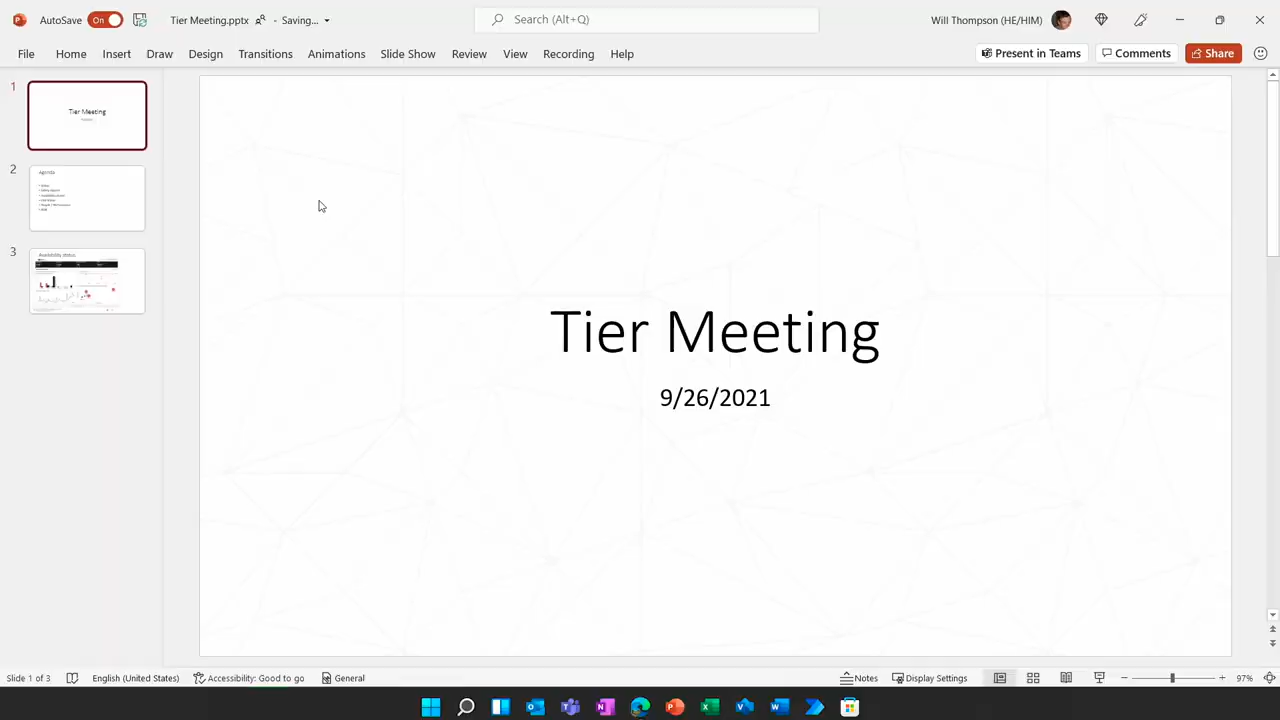 AutoSave On Tier Meeting.pptx - Saving... Search (Alt+Q) Will Thompson (HE/HIM)
File Home Insert Draw Design Transitions Animations Slide Show Review View Recording Help Present in Teams Comments Share
1
Tier Meeting
2
Agenda
3
Availability status
Tier Meeting
9/26/2021
Slide 1 of 3 English (United States) Accessibility: Good to go General Notes Display Settings 97%